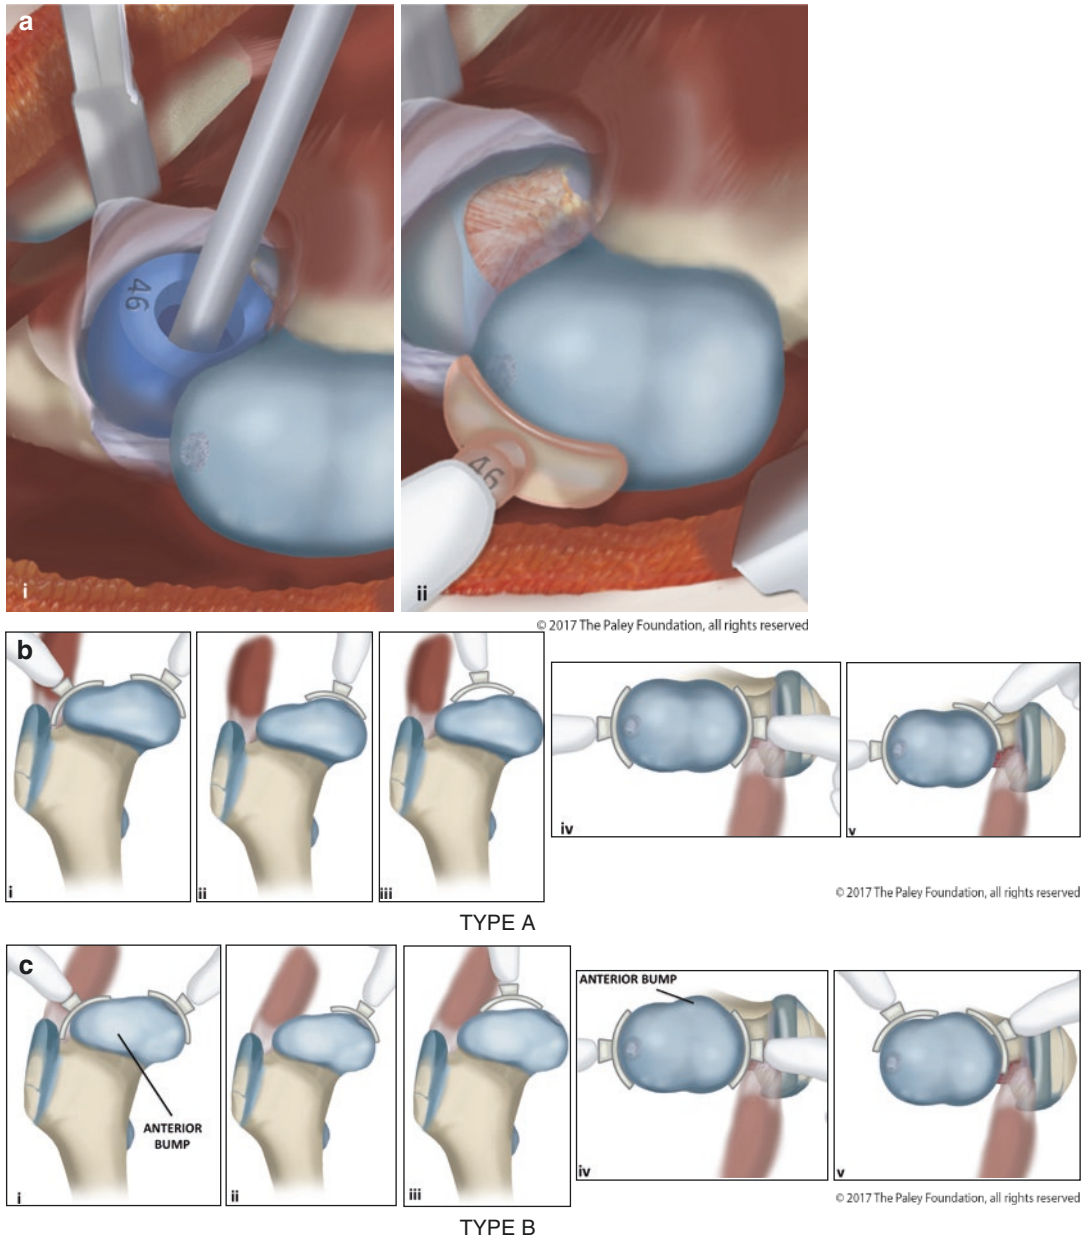 a
46
i
46
ii
© 2017 The Paley Foundation, all rights reserved
b
i
ii
iii
iv
v
© 2017 The Paley Foundation, all rights reserved
TYPE A
c
ANTERIOR
BUMP
i
ii
iii
ANTERIOR BUMP
iv
v
© 2017 The Paley Foundation, all rights reserved
TYPE B